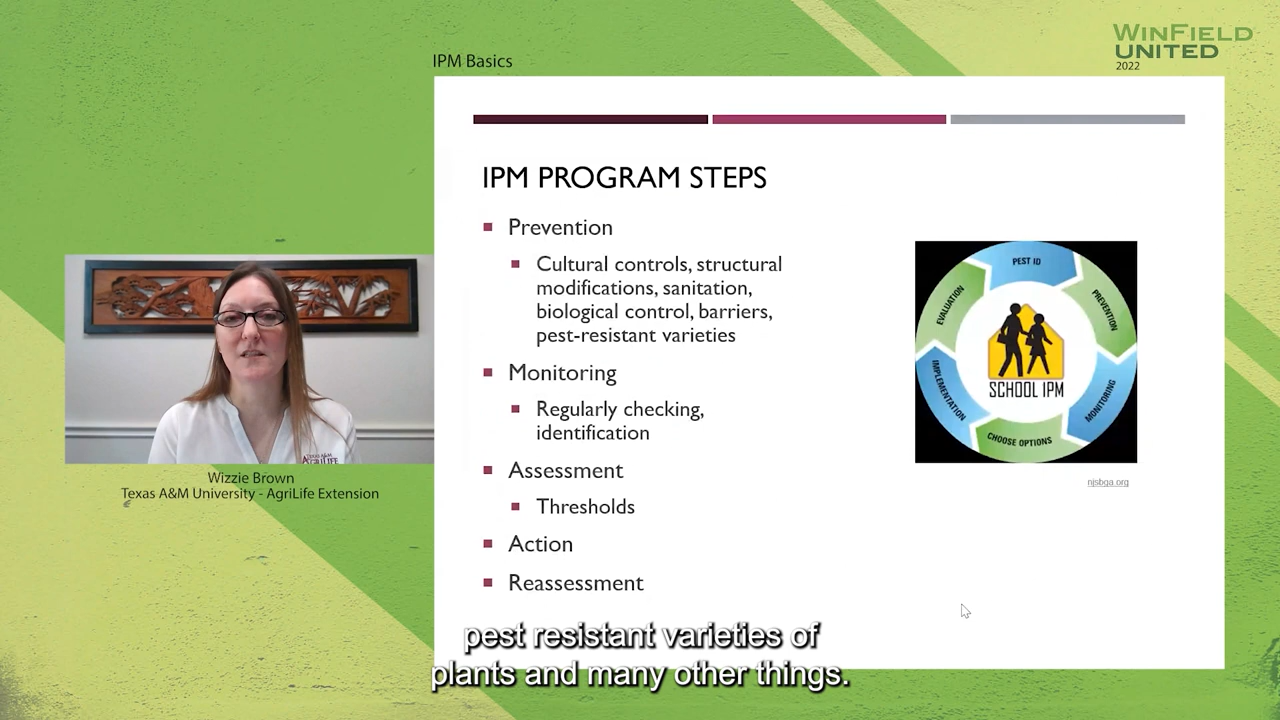 WINFIELD
UNITED
2022
IPM Basics
IPM PROGRAM STEPS
Prevention
Cultural controls, structural
modifications, sanitation,
biological control, barriers,
pest-resistant varieties
Monitoring
Regularly checking,
identification
Assessment
Thresholds
Action
Reassessment
PEST ID
PREVENTION
MONITORING
CHOOSE OPTIONS
IMPLEMENTATION
EVALUATION
SCHOOL IPM
njsbga.org
TEXAS A&M
AGRILIFE
Wizzie Brown
Texas A&M University - AgriLife Extension
pest resistant varieties of
plants and many other things.